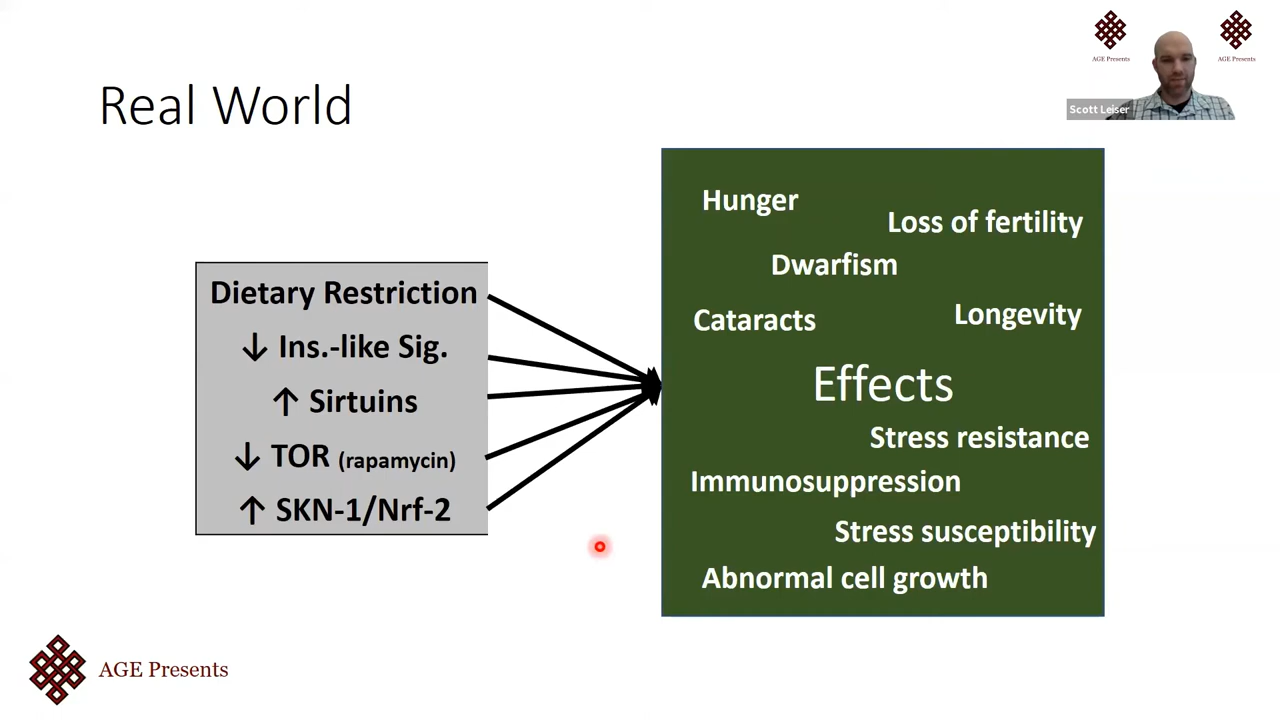 AGE Presents
AGE Presents
Scott Leiser
Real World
Dietary Restriction
↓ Ins.-like Sig.
↑ Sirtuins
↓ TOR (rapamycin)
↑ SKN-1/Nrf-2
Hunger
Loss of fertility
Dwarfism
Cataracts
Longevity
Effects
Stress resistance
Immunosuppression
Stress susceptibility
Abnormal cell growth
AGE Presents